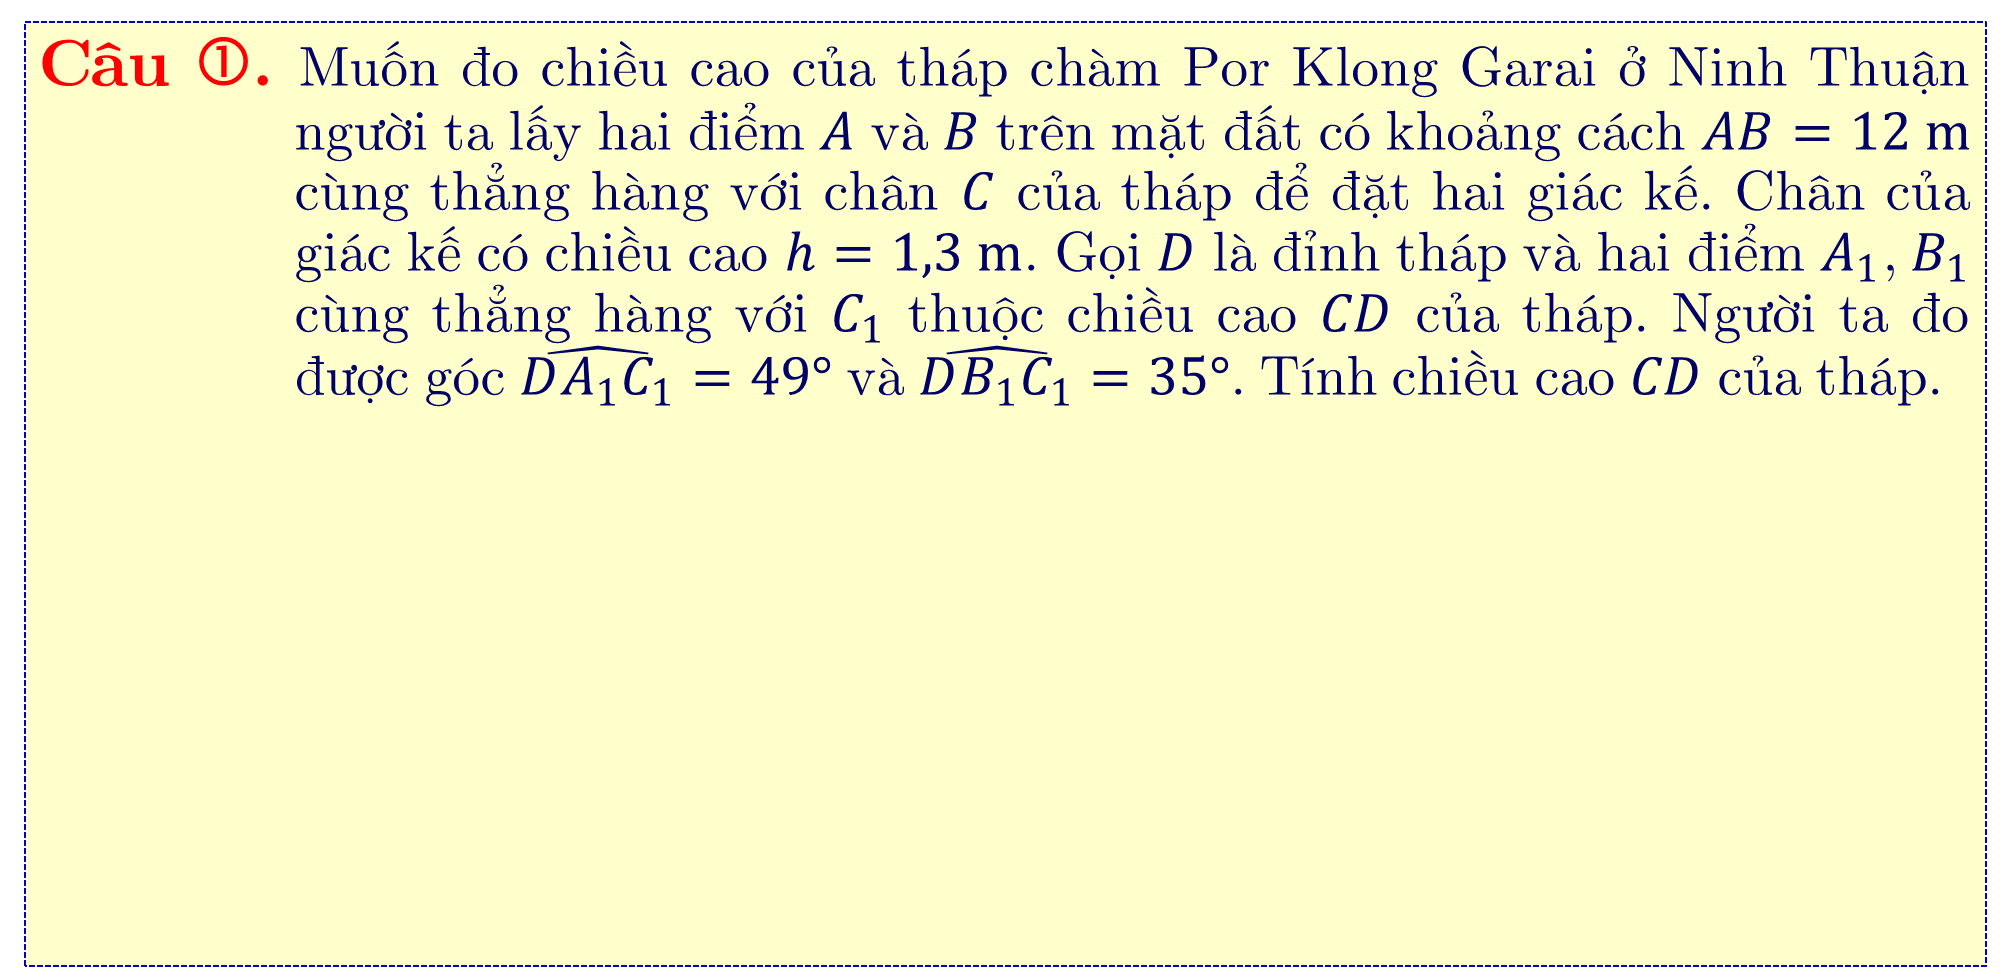 Câu ①. Muốn đo chiều cao của tháp chàm Por Klong Garai ở Ninh Thuận
người ta lấy hai điểm A và B trên mặt đất có khoảng cách AB = 12 m
cùng thẳng hàng với chân C của tháp để đặt hai giác kế. Chân của
giác kế có chiều cao h = 1,3 m. Gọi D là đỉnh tháp và hai điểm A₁, B₁
cùng thẳng hàng với C₁ thuộc chiều cao CD của tháp. Người ta đo
được góc \widehat{DA₁C₁} = 49° và \widehat{DB₁C₁} = 35°. Tính chiều cao CD của tháp.